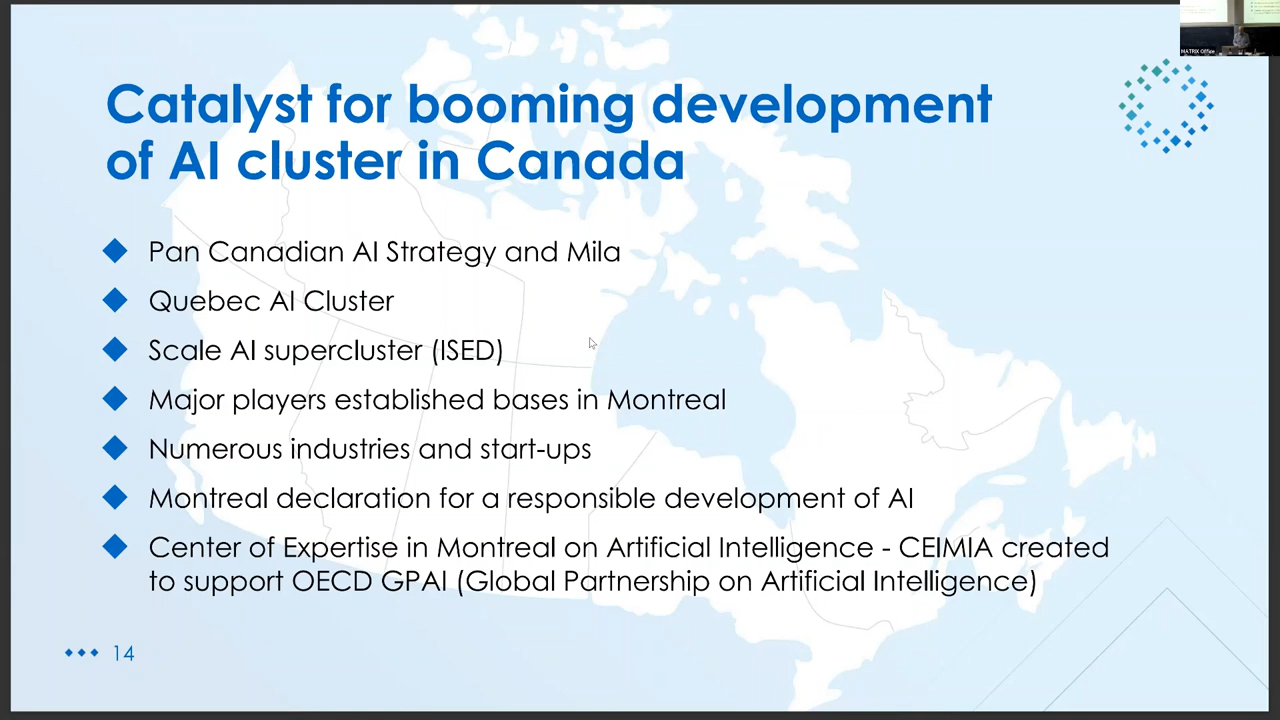 MATRIX Office
Catalyst for booming development
of AI cluster in Canada
Pan Canadian AI Strategy and Mila
Quebec AI Cluster
Scale AI supercluster (ISED)
Major players established bases in Montreal
Numerous industries and start-ups
Montreal declaration for a responsible development of AI
Center of Expertise in Montreal on Artificial Intelligence - CEIMIA created
to support OECD GPAI (Global Partnership on Artificial Intelligence)
14